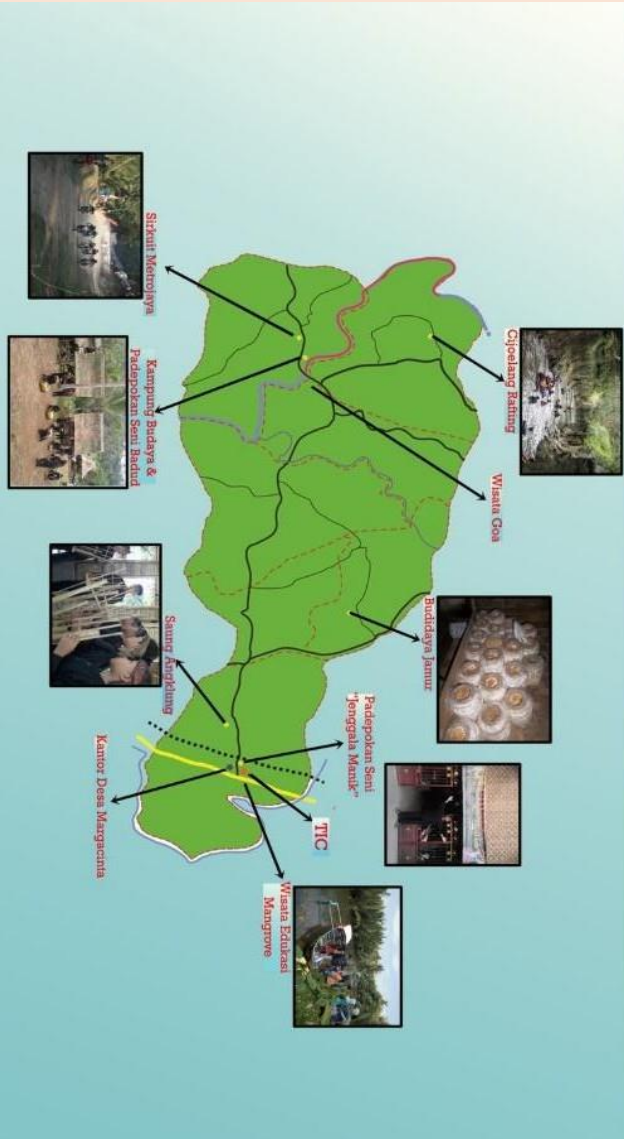 Cijoelang Rafting
Wisata Goa
Budidaya Jamur
Padepokan Seni
"Jenggala Manik"
TIC
Wisata Edukasi
Mangrove
Sirkuit Metrojaya
Kampung Budaya &
Padepokan Seni Badud
Saung Angklung
Kantor Desa Margacinta